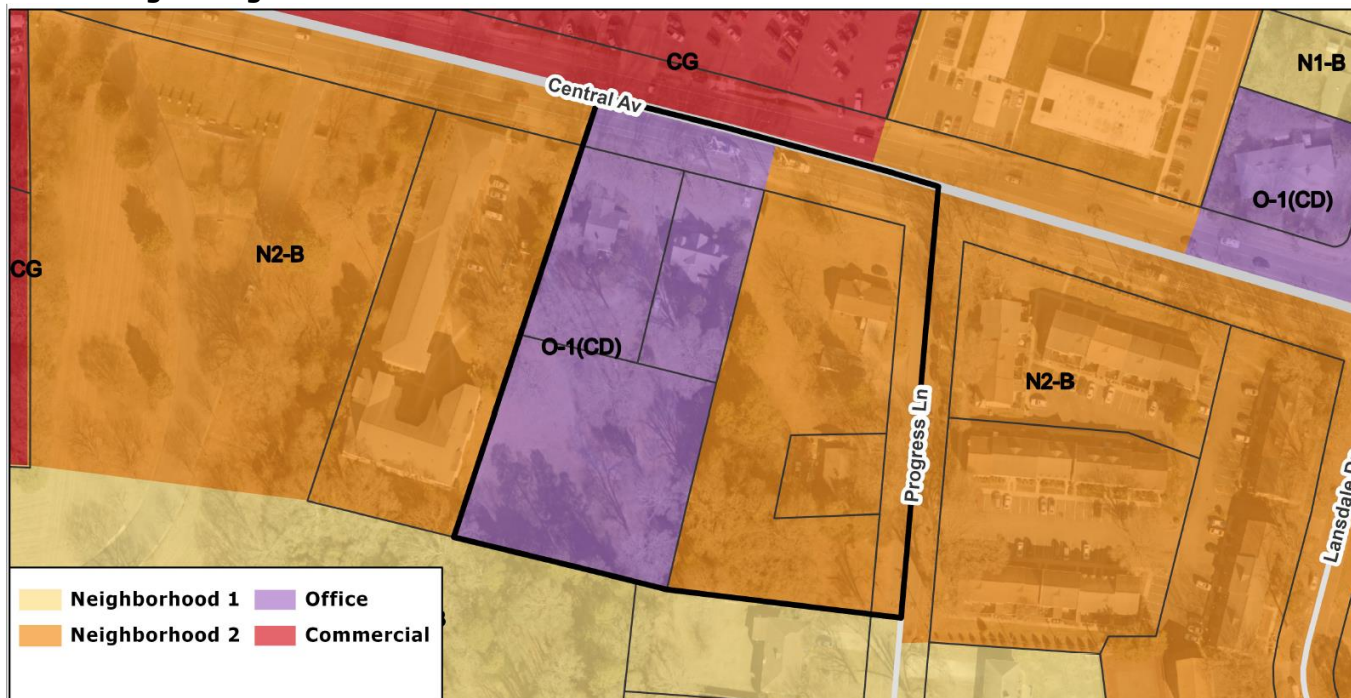 CG
N1-B
Central Av
O-1(CD)
N2-B
CG
O-1(CD)
N2-B
Progress Ln
Lansdale D
Neighborhood 1
Office
Neighborhood 2
Commercial